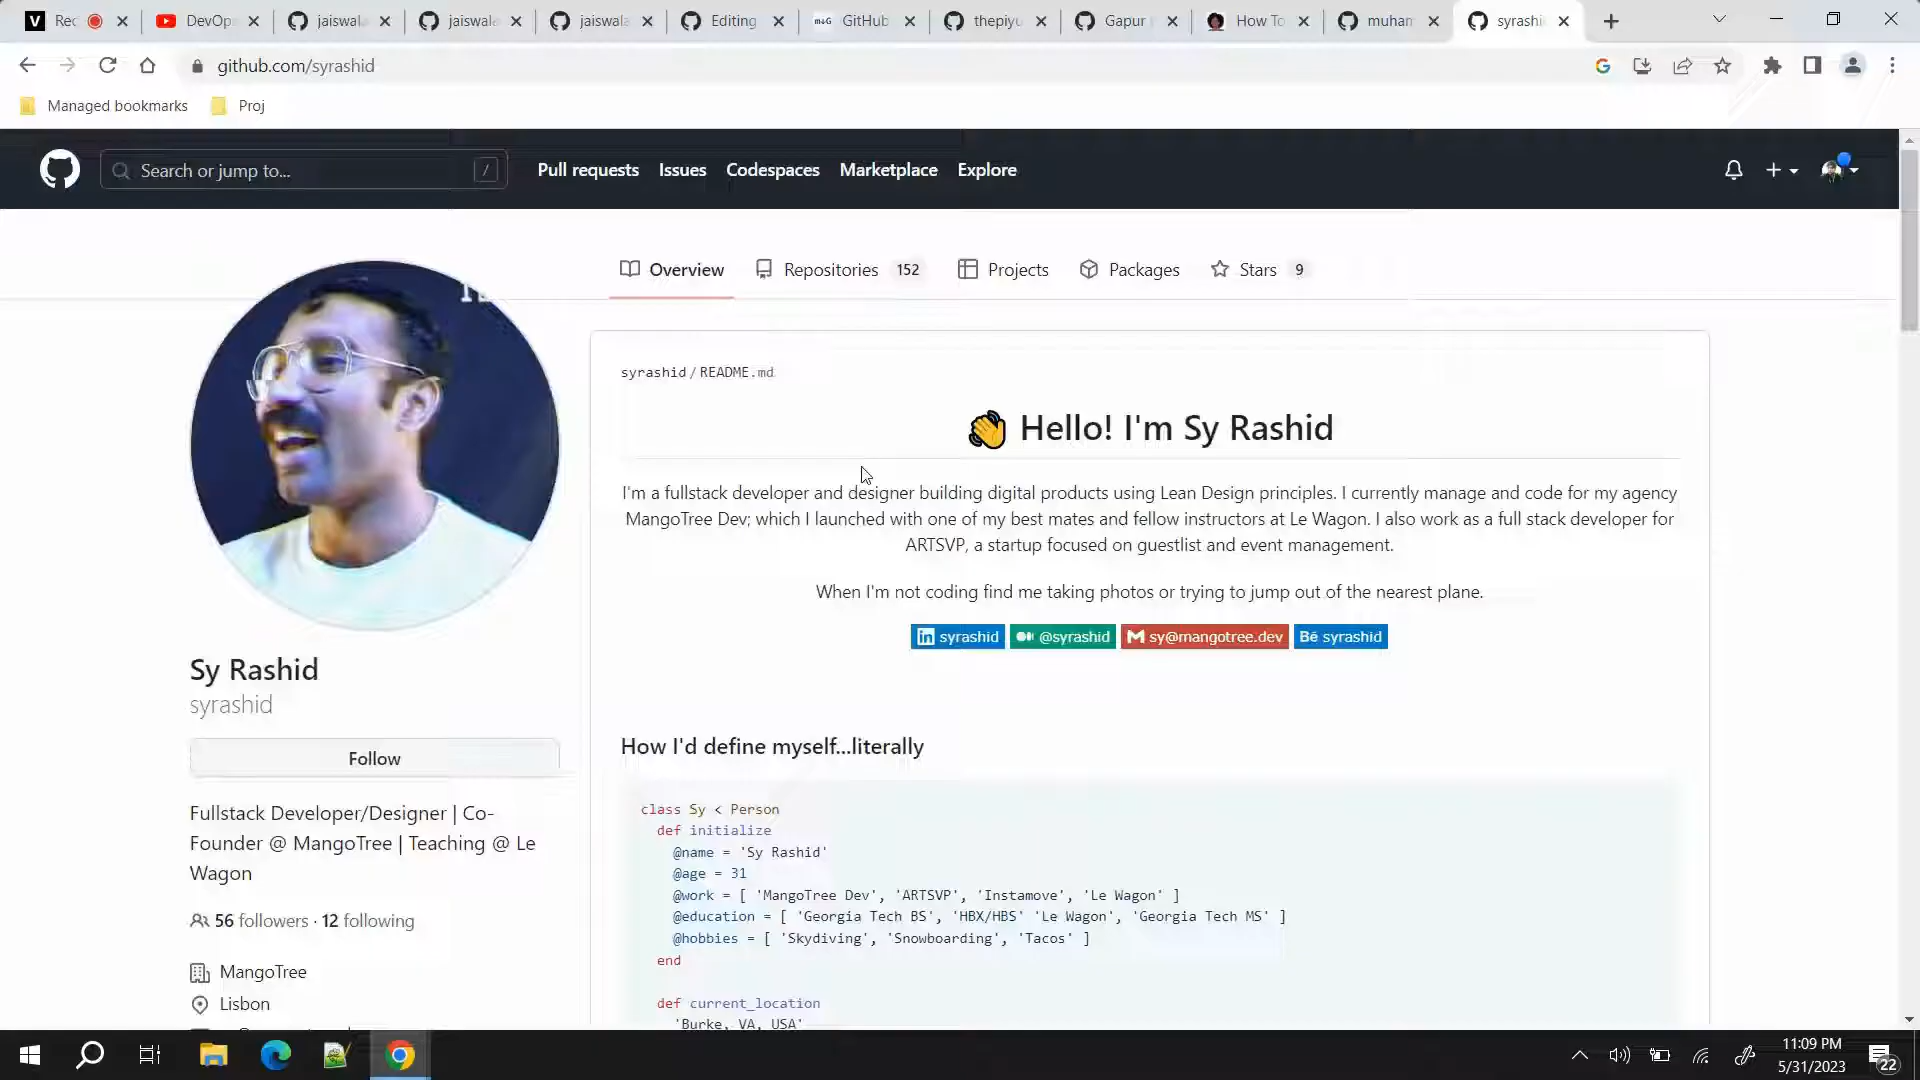 Rec
DevOp
jaiswala
jaiswala
jaiswala
Editing
GitHub
thepiyu
Gapur
How To
muham
syrashi
github.com/syrashid
Managed bookmarks
Proj
Search or jump to...
/
Pull requests
Issues
Codespaces
Marketplace
Explore
Overview
Repositories 152
Projects
Packages
Stars 9
syrashid / README.md
👋 Hello! I'm Sy Rashid
I'm a fullstack developer and designer building digital products using Lean Design principles. I currently manage and code for my agency
MangoTree Dev; which I launched with one of my best mates and fellow instructors at Le Wagon. I also work as a full stack developer for
ARTSVP, a startup focused on guestlist and event management.
When I'm not coding find me taking photos or trying to jump out of the nearest plane.
in syrashid
@syrashid
M sy@mangotree.dev
Bē syrashid
Sy Rashid
syrashid
Follow
Fullstack Developer/Designer | Co-
Founder @ MangoTree | Teaching @ Le
Wagon
56 followers · 12 following
MangoTree
Lisbon
How I'd define myself...literally
class Sy < Person
def initialize
@name = 'Sy Rashid'
@age = 31
@work = [ 'MangoTree Dev', 'ARTSVP', 'Instamove', 'Le Wagon' ]
@education = [ 'Georgia Tech BS', 'HBX/HBS' 'Le Wagon', 'Georgia Tech MS' ]
@hobbies = [ 'Skydiving', 'Snowboarding', 'Tacos' ]
end
def current_location
'Burke, VA, USA'
11:09 PM
5/31/2023
22